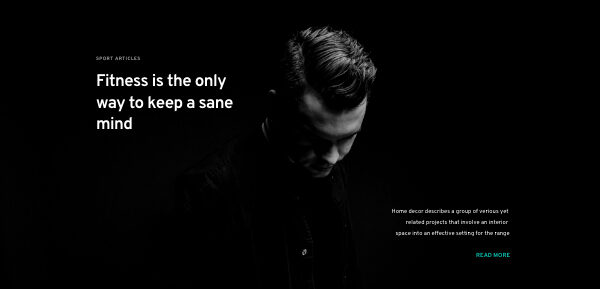 SPORT ARTICLES
Fitness is the only
way to keep a sane
mind
Home decor describes a group of verious yet
related projects that involve an interior
space into an effective setting for the range
READ MORE